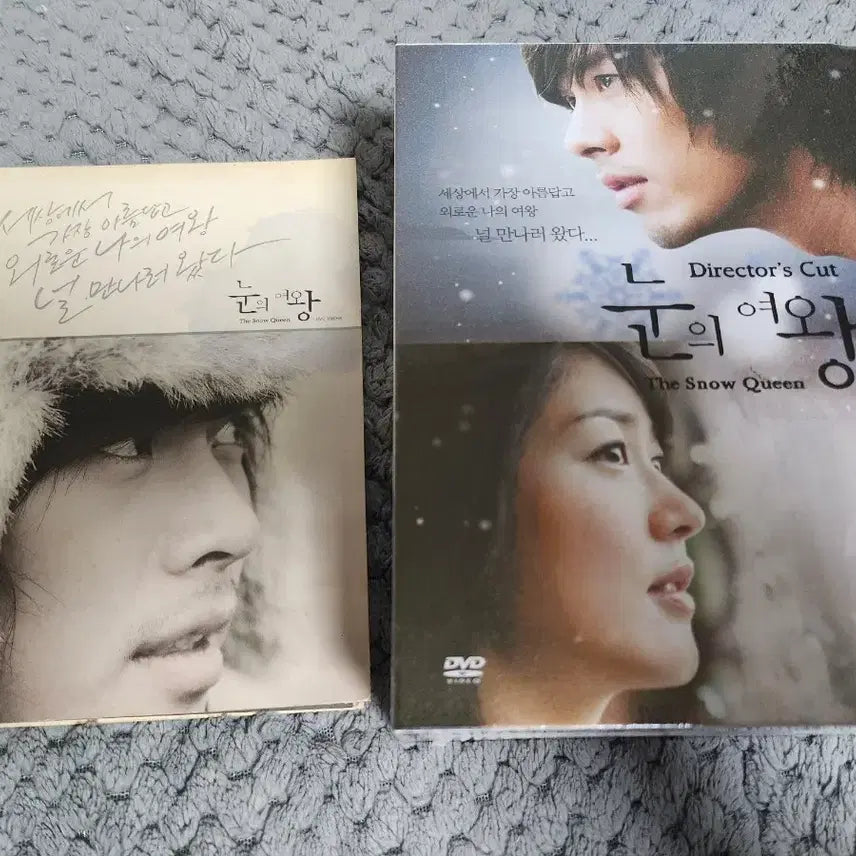 세상에서
가장 아름답고
외로운 나의 여왕
널 만나러 왔다
눈의 여왕
The Snow Queen
세상에서 가장 아름답고
외로운 나의 여왕
널 만나러 왔다...
Director's Cut
눈의 여왕
The Snow Queen
DVD